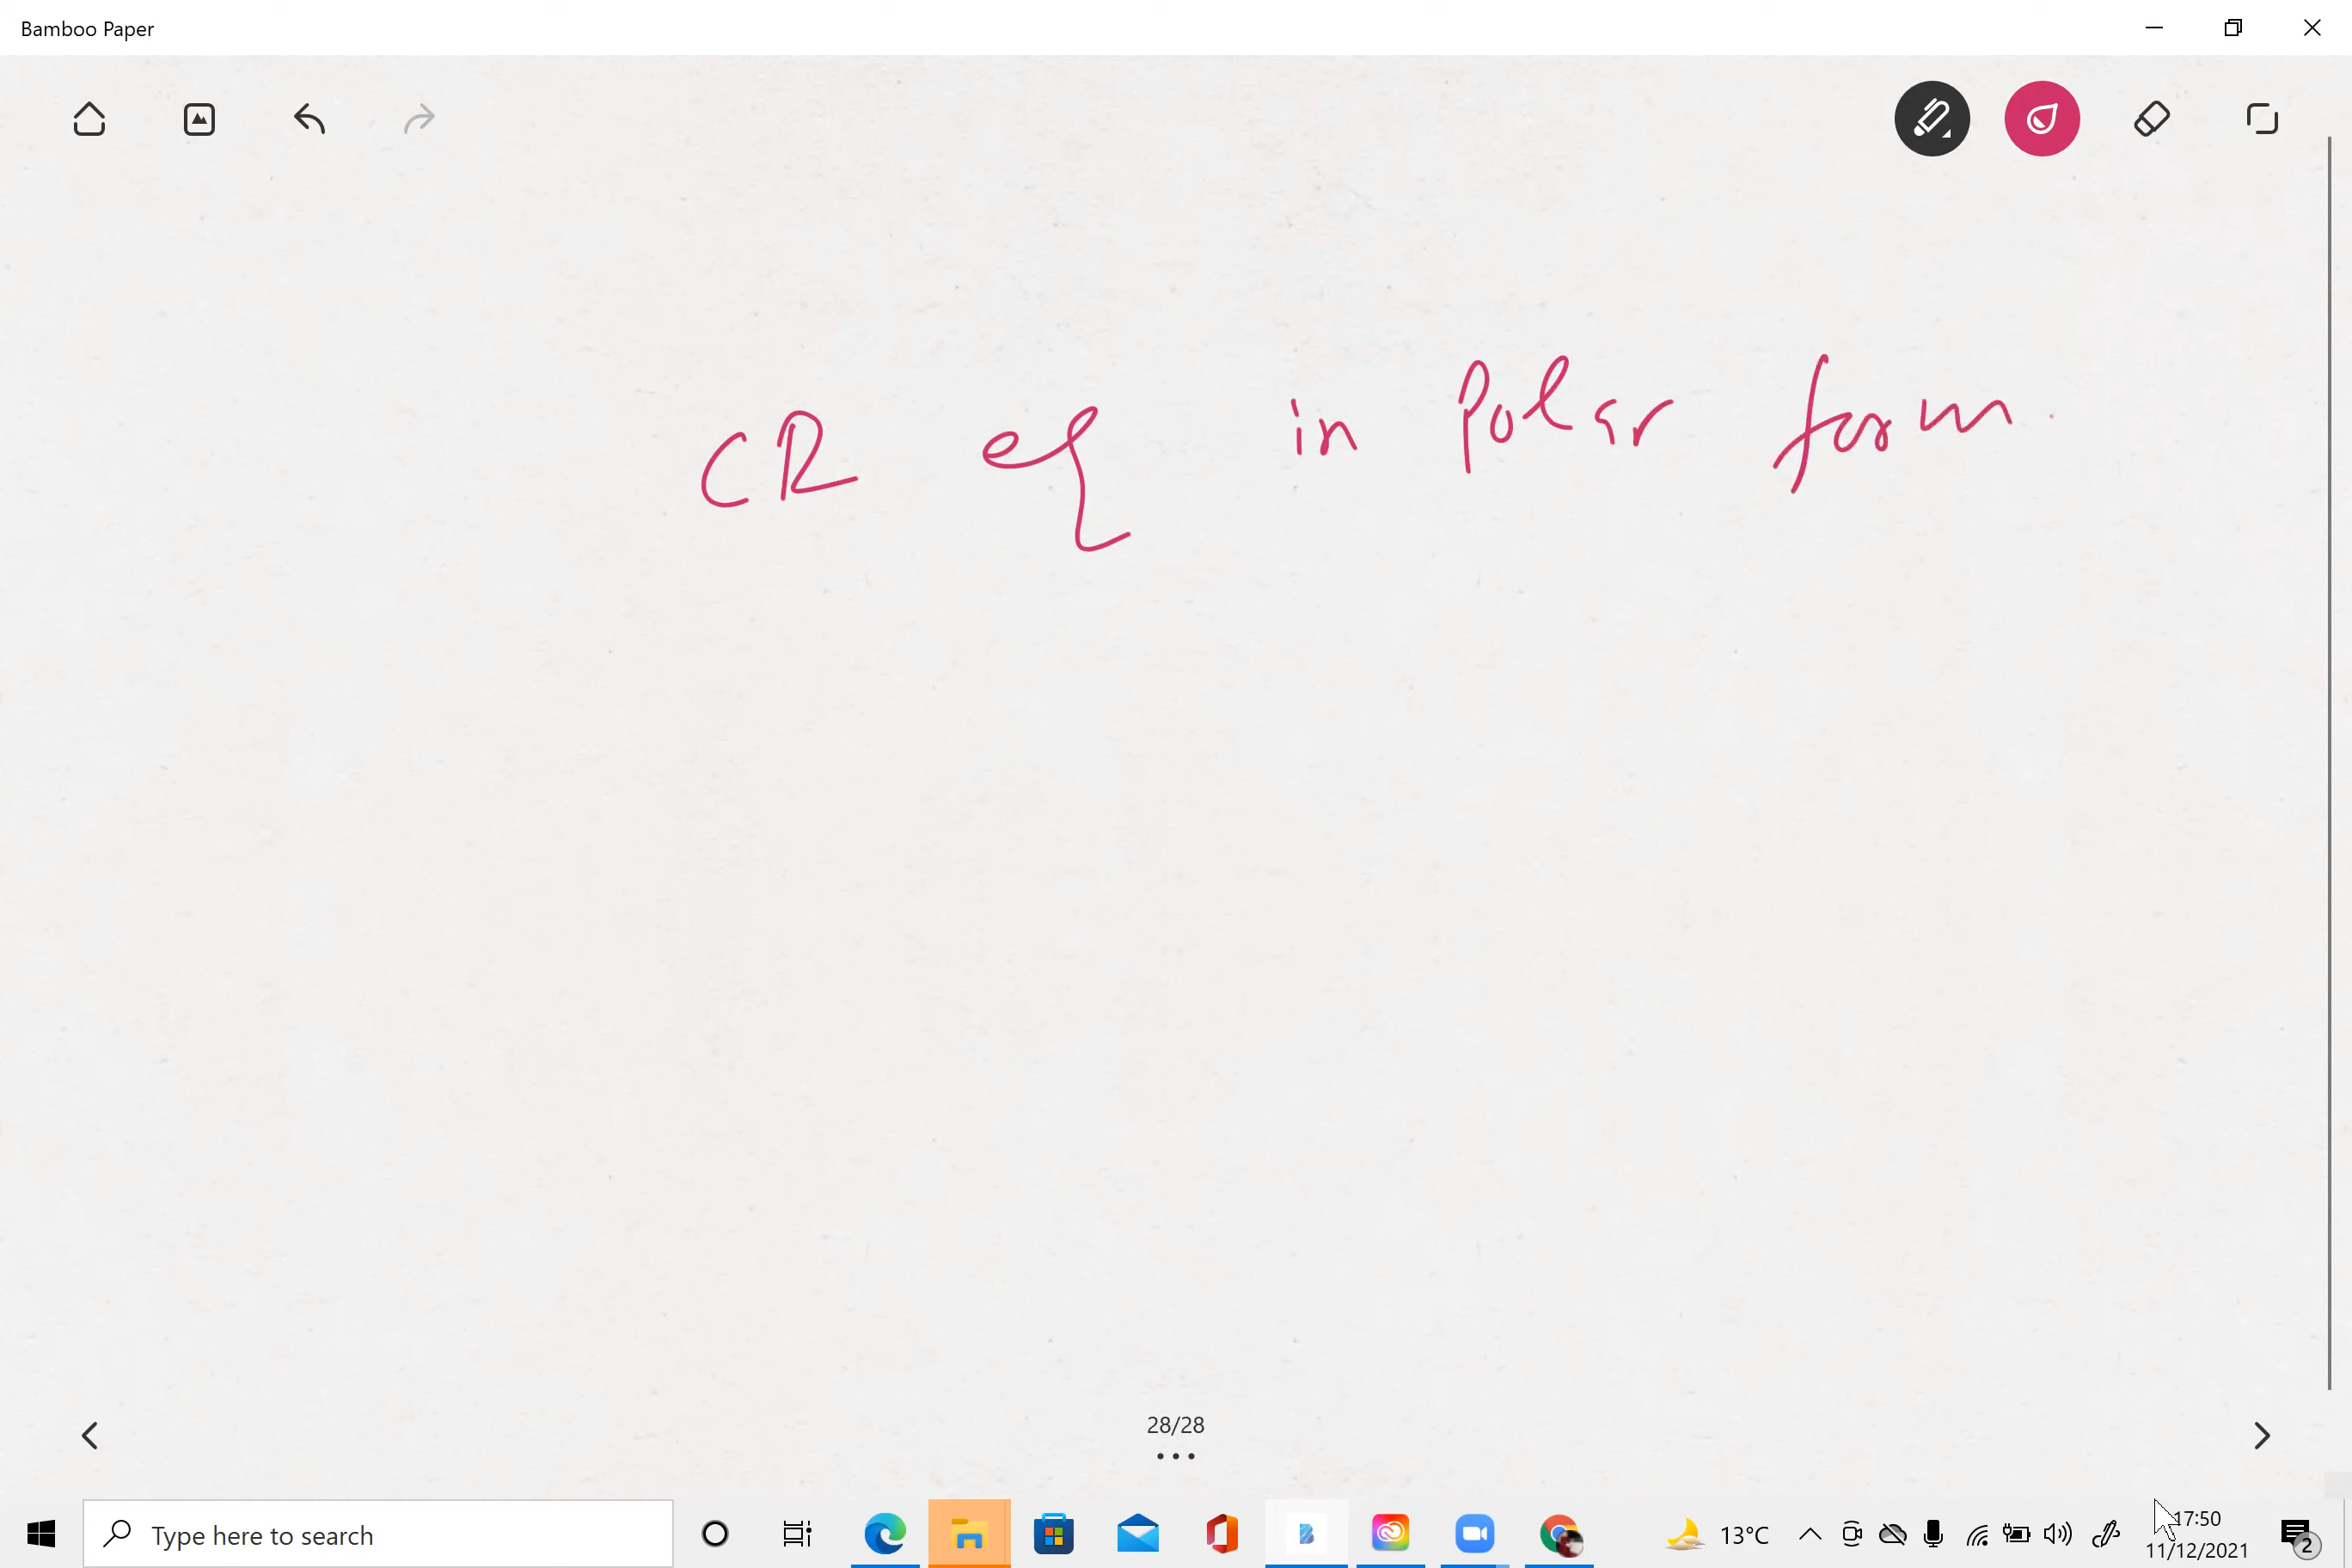 Bamboo Paper
CR eq in Polar form.
28/28
Type here to search
13°C
17:50
11/12/2021
2